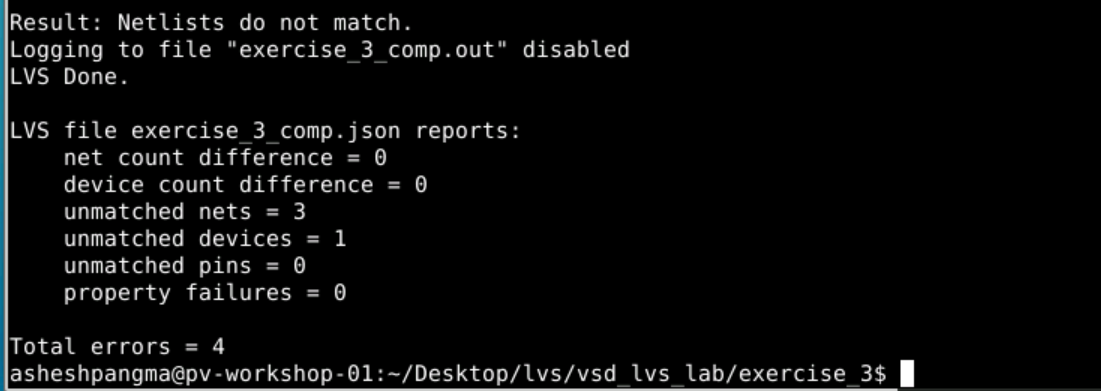 Result: Netlists do not match.
Logging to file "exercise_3_comp.out" disabled
LVS Done.
LVS file exercise_3_comp.json reports:
net count difference = 0
device count difference = 0
unmatched nets = 3
unmatched devices = 1
unmatched pins = 0
property failures = 0
Total errors = 4
asheshpangma@pv-workshop-01:~/Desktop/lvs/vsd_lvs_lab/exercise_3$